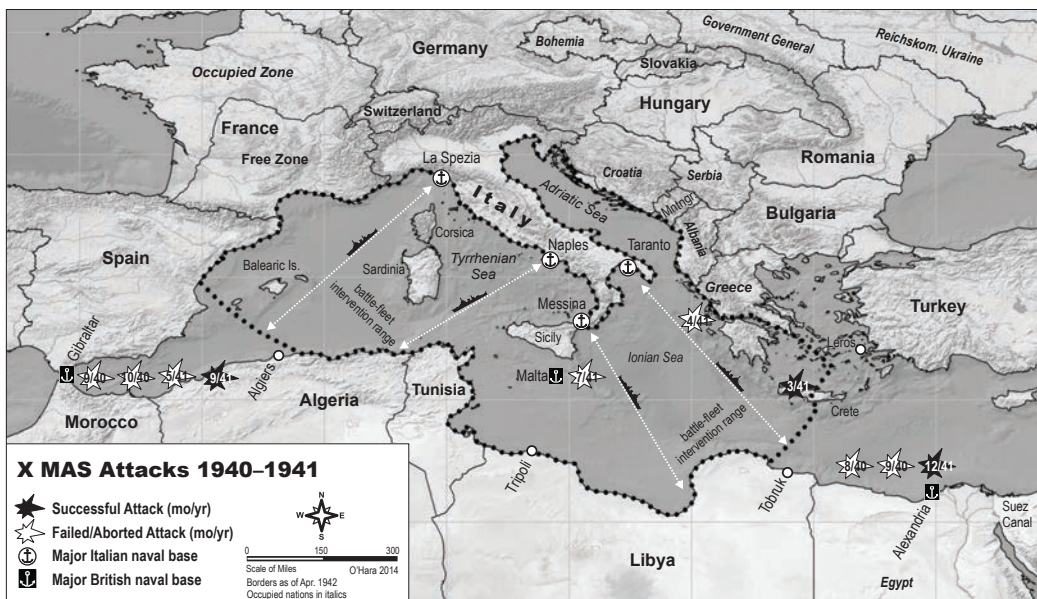 Germany
Bohemia
Government General
Reichskom. Ukraine
Slovakia
Occupied Zone
Switzerland
Hungary
France
Free Zone
La Spezia
Romania
Croatia
Serbia
Italy
Adriatic Sea
Mntngr
Bulgaria
Corsica
Albania
Spain
Naples
Taranto
Tyrrhenian
Sea
Balearic Is.
Sardinia
battle-fleet
intervention range
Greece
Turkey
Messina
4/41
Gibraltar
Sicily
Ionian Sea
Leros
9/40
10/40
5/41
9/41
Algiers
Malta
7/41
3/41
Tunisia
Crete
Morocco
Algeria
battle-fleet
intervention range
X MAS Attacks 1940–1941
Tripoli
Tobruk
8/40
9/40
12/41
Alexandria
Suez
Canal
Libya
Egypt
Successful Attack (mo/yr)
Failed/Aborted Attack (mo/yr)
Major Italian naval base
Major British naval base
N
W E
S
0 150 300
Scale of Miles O'Hara 2014
Borders as of Apr. 1942
Occupied nations in italics